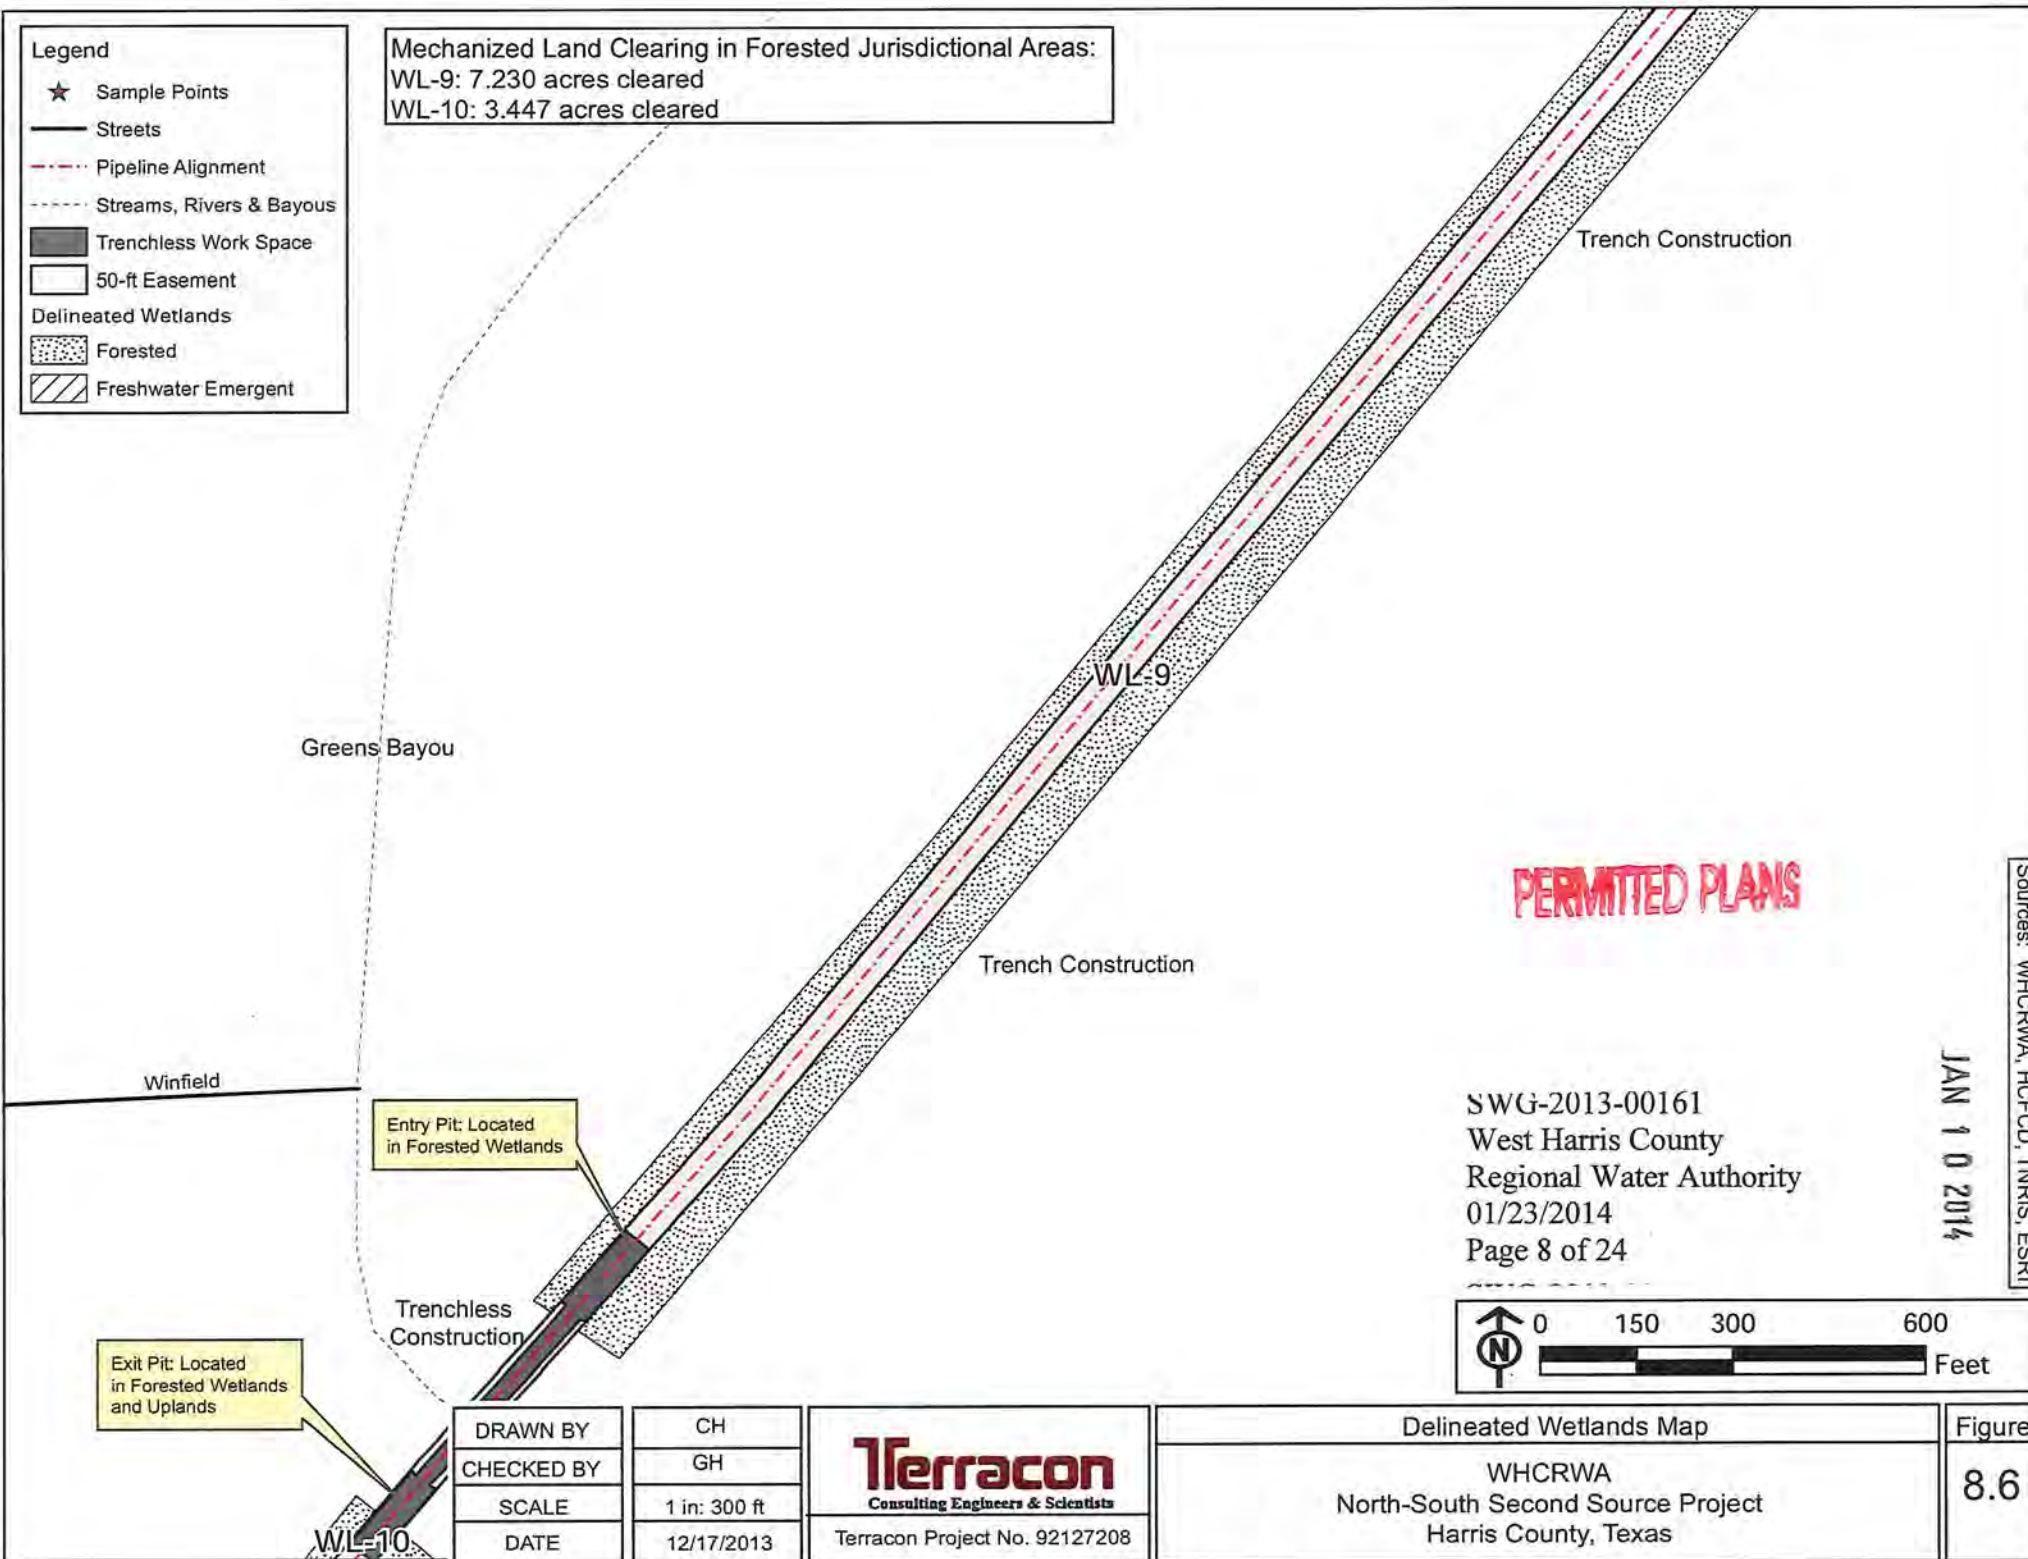 Legend
Sample Points
Streets
Pipeline Alignment
Streams, Rivers & Bayous
Trenchless Work Space
50-ft Easement
Delineated Wetlands
Forested
Freshwater Emergent
Mechanized Land Clearing in Forested Jurisdictional Areas:
WL-9: 7.230 acres cleared
WL-10: 3.447 acres cleared
Trench Construction
WL-9
Greens Bayou
Trench Construction
PERMITTED PLANS
Sources: WHCRWA, HCFCD, TNRIS, ESRI
Winfield
Entry Pit: Located
in Forested Wetlands
JAN 10 2014
SWG-2013-00161
West Harris County
Regional Water Authority
01/23/2014
Page 8 of 24
Trenchless
Construction
Exit Pit: Located
in Forested Wetlands
and Uplands
WL-10
N
0 150 300 600
Feet
DRAWN BY CH
CHECKED BY GH
SCALE 1 in: 300 ft
DATE 12/17/2013
Terracon
Consulting Engineers & Scientists
Terracon Project No. 92127208
Delineated Wetlands Map
WHCRWA
North-South Second Source Project
Harris County, Texas
Figure
8.6